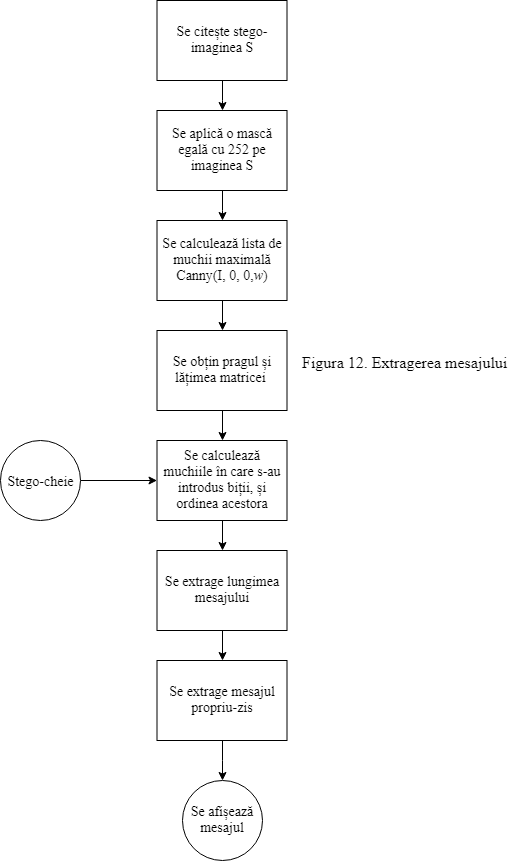 Se citește stego-
imaginea S
Se aplică o mască
egală cu 252 pe
imaginea S
Se calculează lista de
muchii maximală
Canny(I, 0, 0,w)
Se obțin pragul și
lățimea matricei
Figura 12. Extragerea mesajului
Stego-cheie
Se calculează
muchiile în care s-au
introdus biții, și
ordinea acestora
Se extrage lungimea
mesajului
Se extrage mesajul
propriu-zis
Se afișează
mesajul